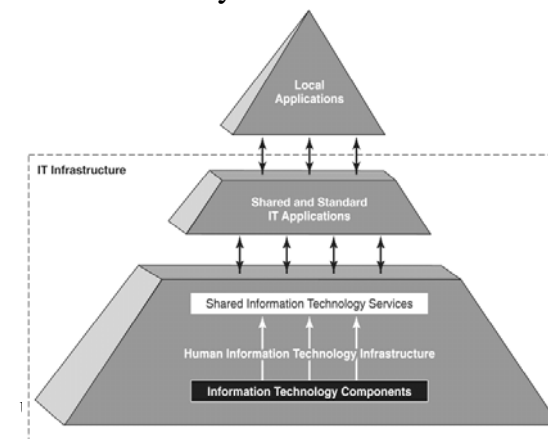 Local
Applications
IT Infrastructure
Shared and Standard
IT Applications
Shared Information Technology Services
Human Information Technology Infrastructure
Information Technology Components